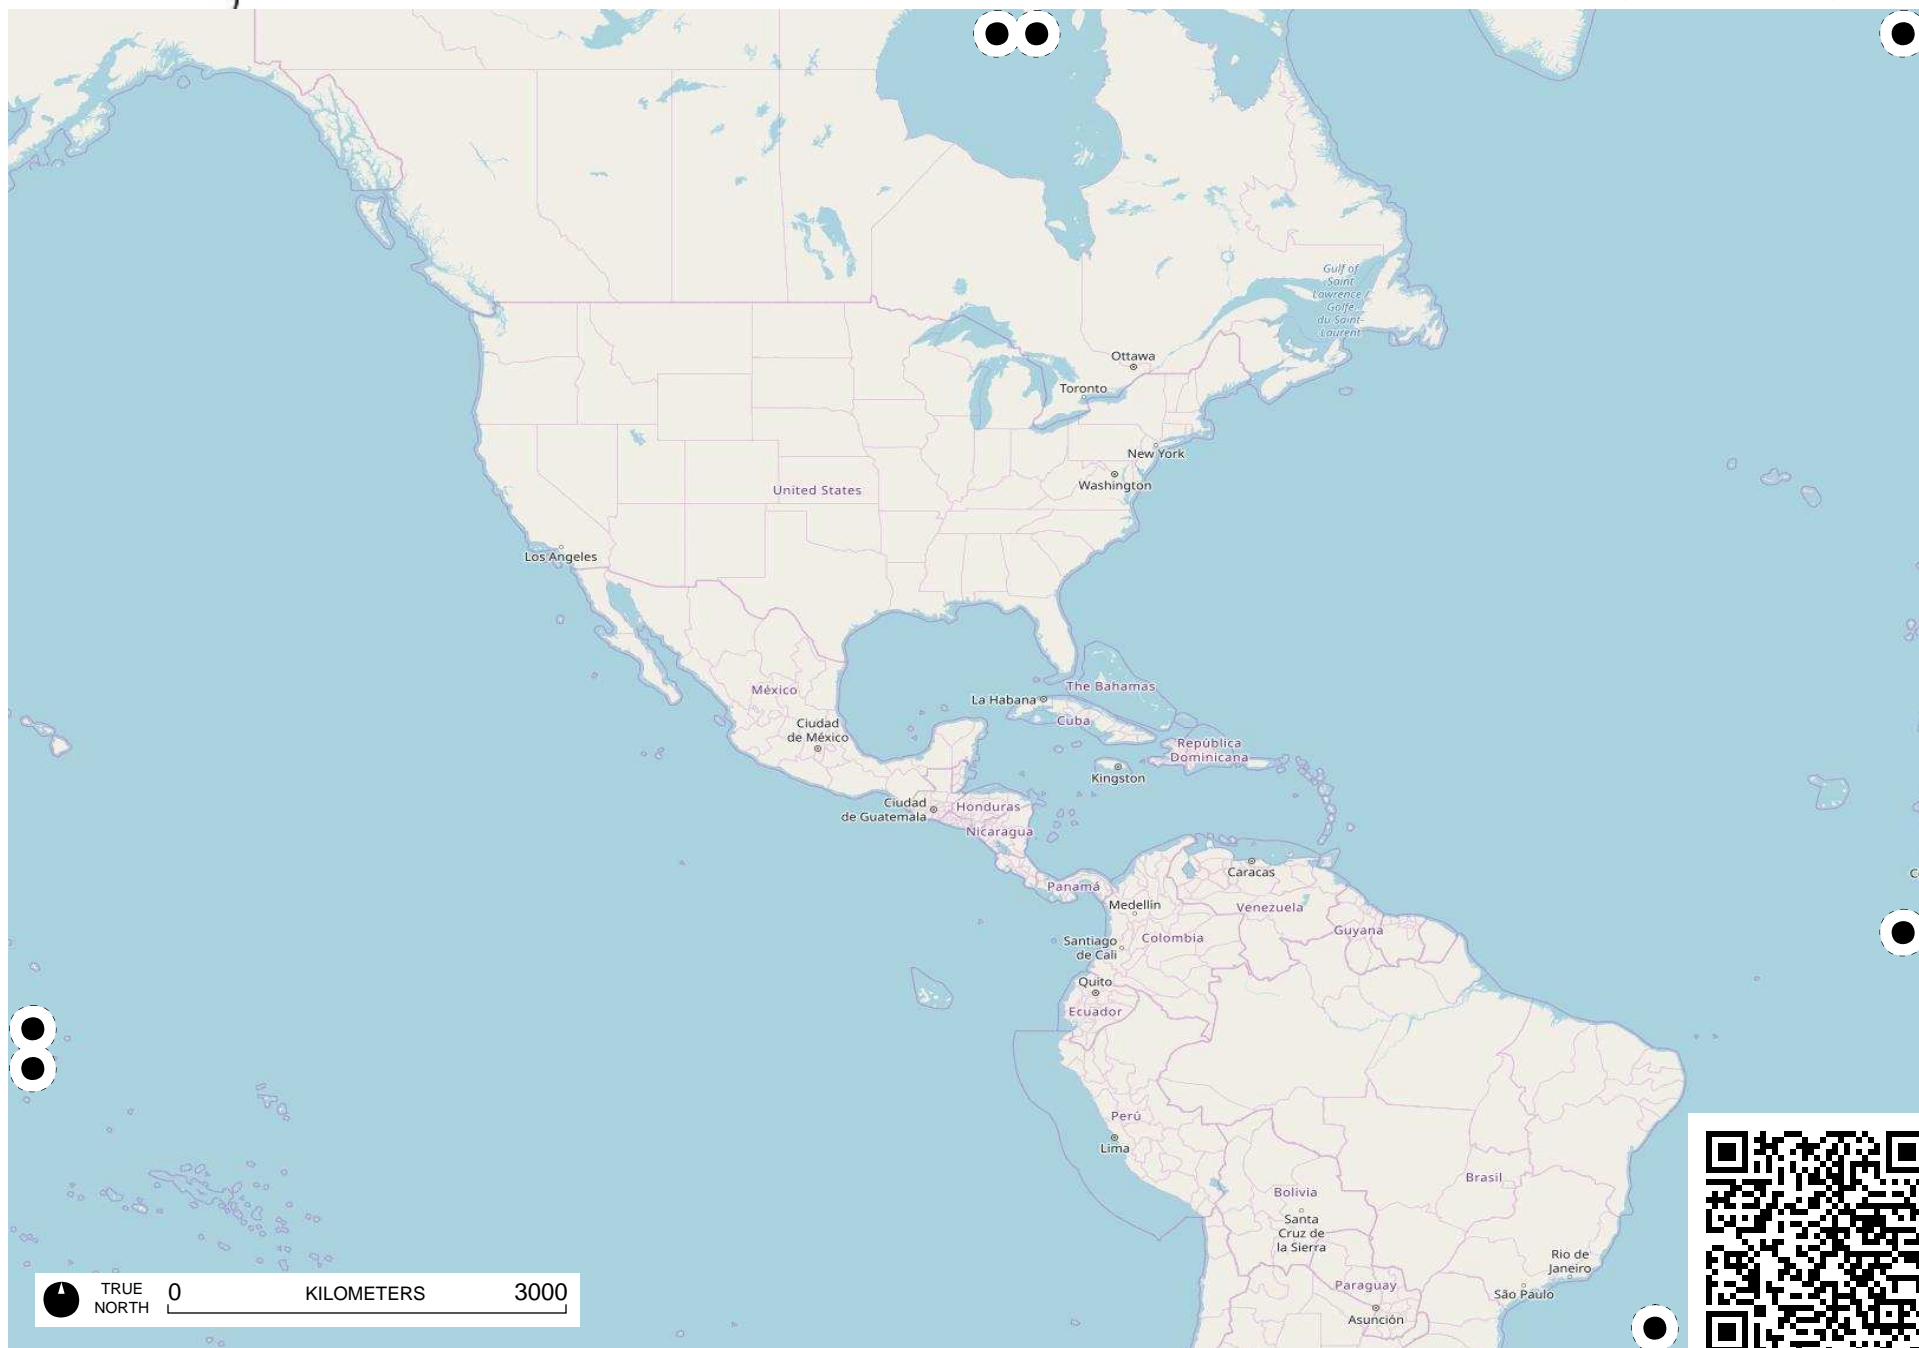 Gulf of
Saint
Lawrence /
Golfe
du Saint-
Laurent
Ottawa
Toronto
New York
Washington
United States
Los Angeles
México
La Habana
The Bahamas
Cuba
Ciudad
de México
República
Dominicana
Kingston
Ciudad
de Guatemala
Honduras
Nicaragua
Caracas
Panamá
Medellín
Venezuela
Guyana
Santiago
de Cali
Colombia
Quito
Ecuador
Perú
Lima
Brasil
Bolivia
Santa
Cruz de
la Sierra
Rio de
Janeiro
Paraguay
São Paulo
Asunción
TRUE
NORTH
0 KILOMETERS 3000